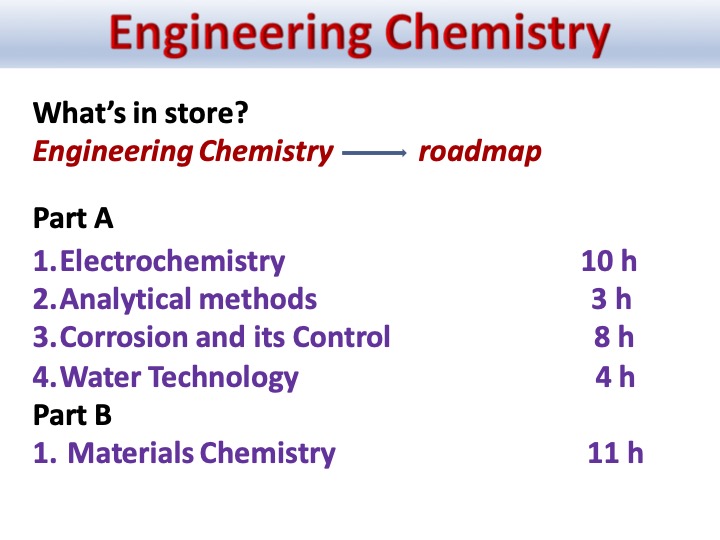 Engineering Chemistry
What’s in store?
Engineering Chemistry roadmap
Part A
1.Electrochemistry 10 h
2.Analytical methods 3 h
3.Corrosion and its Control 8 h
4.Water Technology 4 h
Part B
1. Materials Chemistry 11 h